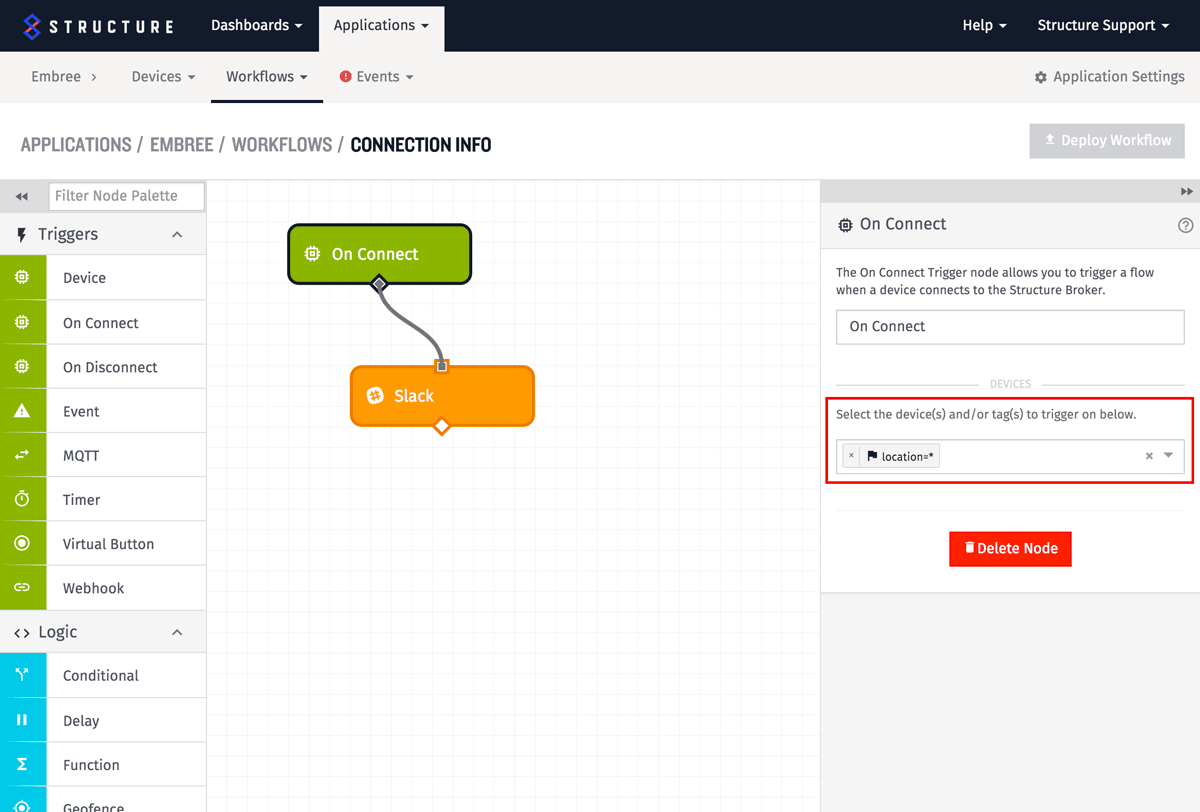 STRUCTURE
Dashboards
Applications
Help
Structure Support
Embree
Devices
Workflows
Events
Application Settings
APPLICATIONS / EMBREE / WORKFLOWS / CONNECTION INFO
Deploy Workflow
Filter Node Palette
Triggers
Device
On Connect
On Disconnect
Event
MQTT
Timer
Virtual Button
Webhook
Logic
Conditional
Delay
Function
Geofence
On Connect
Slack
On Connect
The On Connect Trigger node allows you to trigger a flow
when a device connects to the Structure Broker.
On Connect
DEVICES
Select the device(s) and/or tag(s) to trigger on below.
× location=* ×
Delete Node